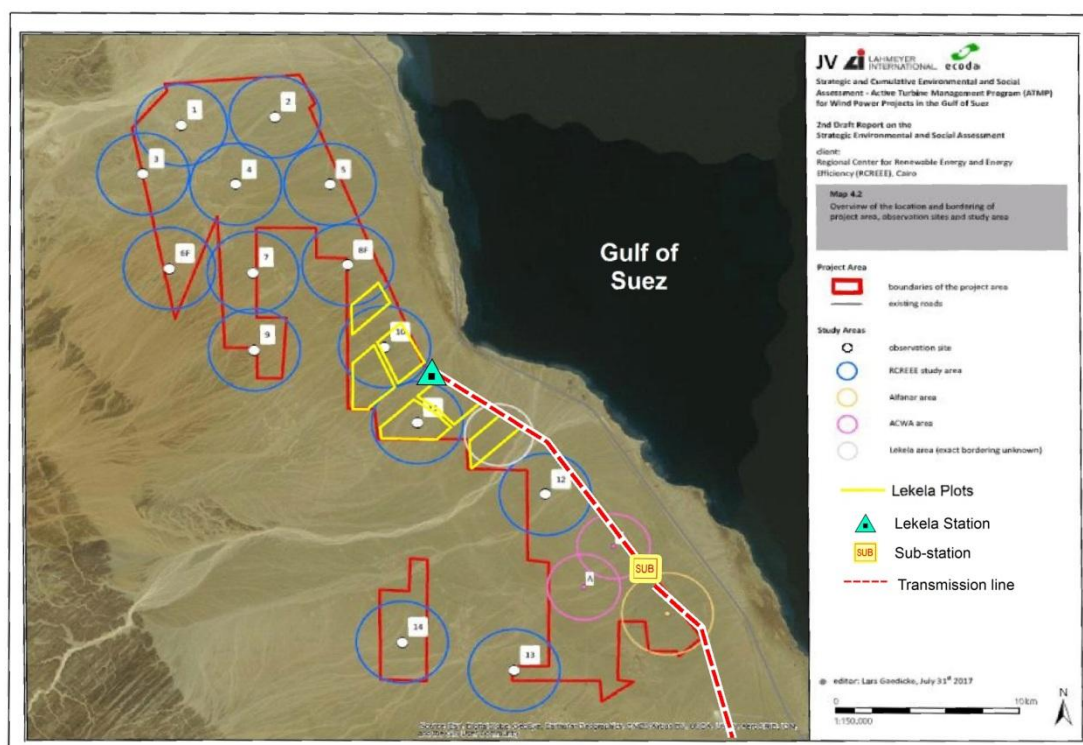 JV LAHMEYER INTERNATIONAL ecoda
Strategic and Cumulative Environmental and Social
Assessment - Active Turbine Management Program (ATMP)
for Wind Power Projects in the Gulf of Suez
2nd Draft Report on the
Strategic Environmental and Social Assessment
client:
Regional Center for Renewable Energy and Energy
Efficiency (RCREEE), Cairo
Map 4.2
Overview of the location and bordering of
project area, observation sites and study area
Project Area
boundaries of the project area
existing roads
Study Areas
observation site
RCREEE study area
Alfanar area
ACWA area
Lekela area (exact bordering unknown)
Lekela Plots
Lekela Station
SUB
Sub-station
Transmission line
editor: Lars Gaedicke, July 31st 2017
0
10 km
1:150,000
N
Gulf of
Suez
1
2
3
4
5
6F
7
8F
9
10
12
A
SUB
14
13